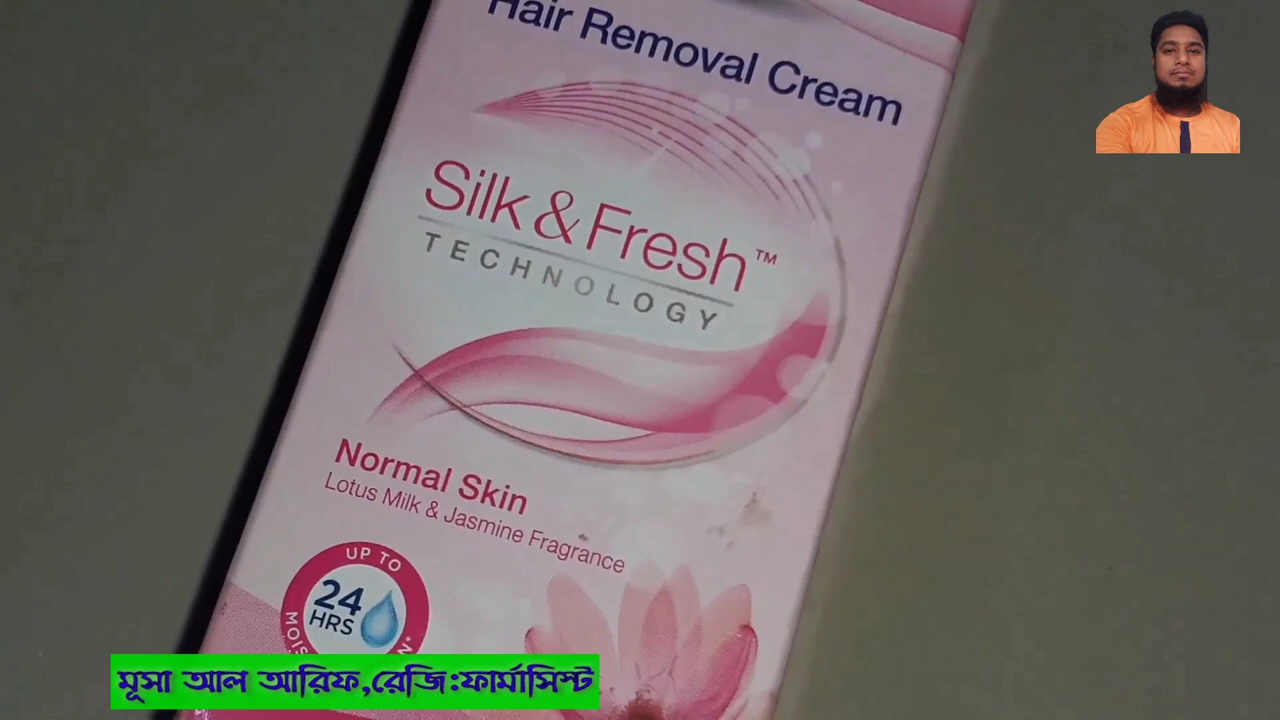 Hair Removal Cream
Silk & Fresh™
TECHNOLOGY
Normal Skin
Lotus Milk & Jasmine Fragrance
UP TO
24
HRS
মূসা আল আরিফ,রেজি:ফার্মাসিস্ট